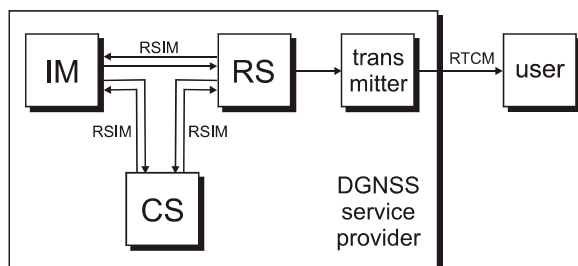 RSIM
IM
RS
trans
mitter
RTCM
user
RSIM
RSIM
CS
DGNSS
service
provider